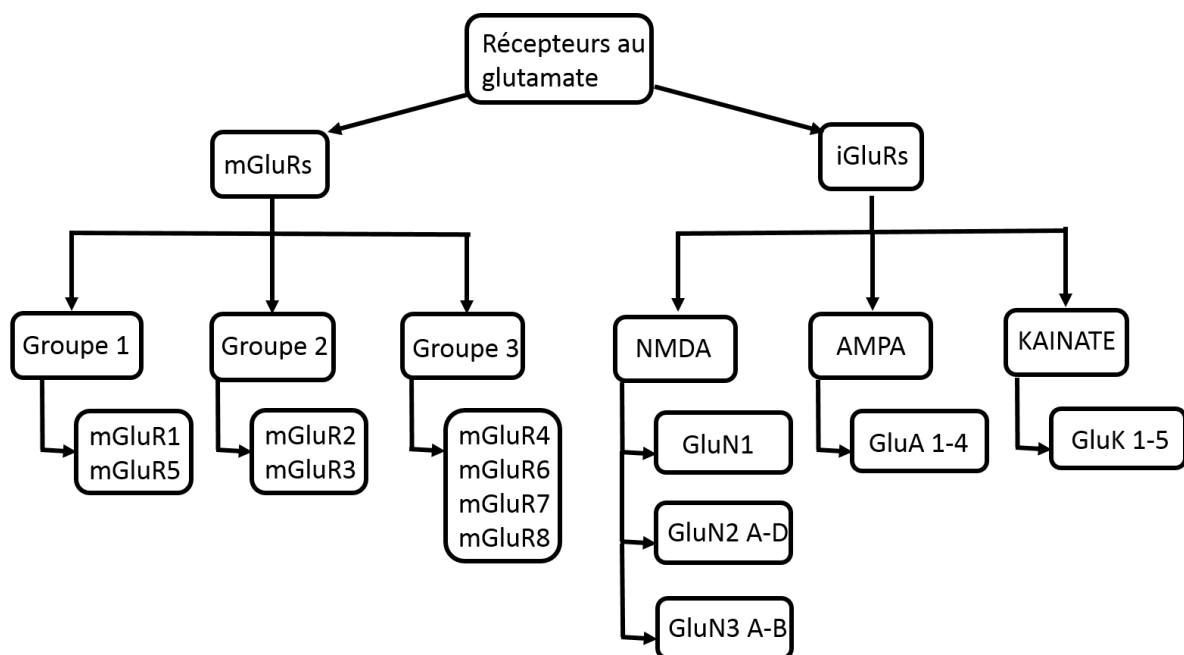 Récepteurs au
glutamate
mGluRs
iGluRs
Groupe 1
Groupe 2
Groupe 3
NMDA
AMPA
KAINATE
mGluR1
mGluR5
mGluR2
mGluR3
mGluR4
mGluR6
mGluR7
mGluR8
GluN1
GluA 1-4
GluK 1-5
GluN2 A-D
GluN3 A-B